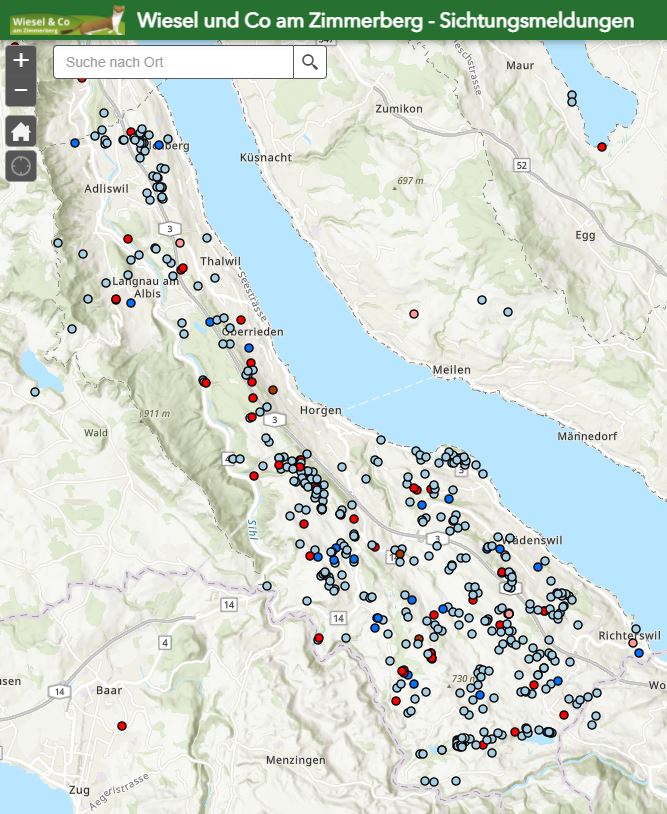 Wiesel & Co
am Zimmerberg
Wiesel und Co am Zimmerberg - Sichtungsmeldungen
+
Suche nach Ort
−
Maur
Zumikon
Küsnacht
52
697 m
Adliswil
3
Egg
Thalwil
Seestrasse
Langnau am
Albis
Oberrieden
Meilen
911 m
Horgen
3
Männedorf
Wald
3
Sihl
3
Wädenswil
14
14
4
Richterswil
14
Baar
730 m
Menzingen
Zug
Aegeristrasse